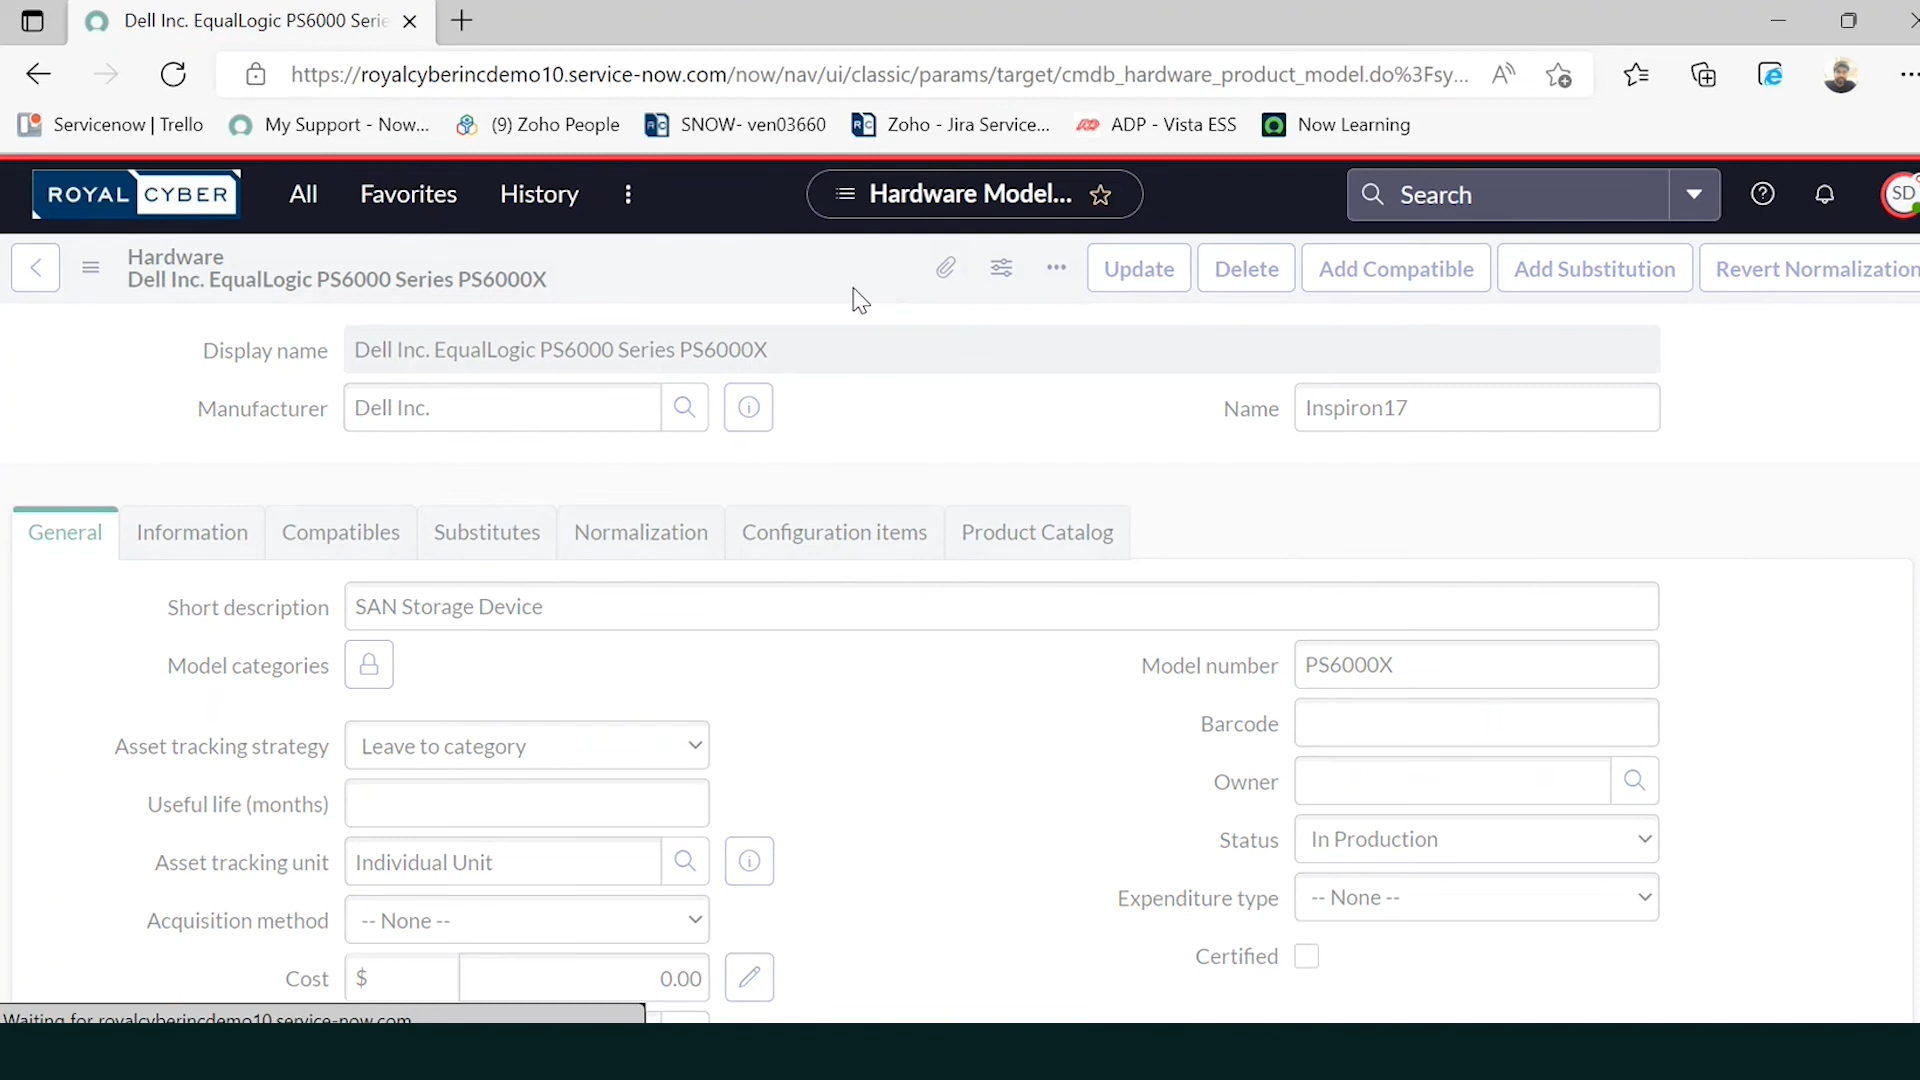 Dell Inc. EqualLogic PS6000 Serie
https://royalcyberincdemo10.service-now.com/now/nav/ui/classic/params/target/cmdb_hardware_product_model.do%3Fsy...
Servicenow | Trello
My Support - Now...
(9) Zoho People
SNOW- ven03660
Zoho - Jira Service...
ADP - Vista ESS
Now Learning
ROYAL CYBER
All
Favorites
History
Hardware Model...
Search
SD
Hardware
Dell Inc. EqualLogic PS6000 Series PS6000X
Update
Delete
Add Compatible
Add Substitution
Revert Normalization
Display name
Dell Inc. EqualLogic PS6000 Series PS6000X
Manufacturer
Dell Inc.
Name
Inspiron17
General
Information
Compatibles
Substitutes
Normalization
Configuration items
Product Catalog
Short description
SAN Storage Device
Model categories
Model number
PS6000X
Barcode
Asset tracking strategy
Leave to category
Owner
Useful life (months)
Status
In Production
Asset tracking unit
Individual Unit
Expenditure type
-- None --
Acquisition method
-- None --
Certified
Cost
$
0.00
Waiting for royalcyberincdemo10.service-now.com